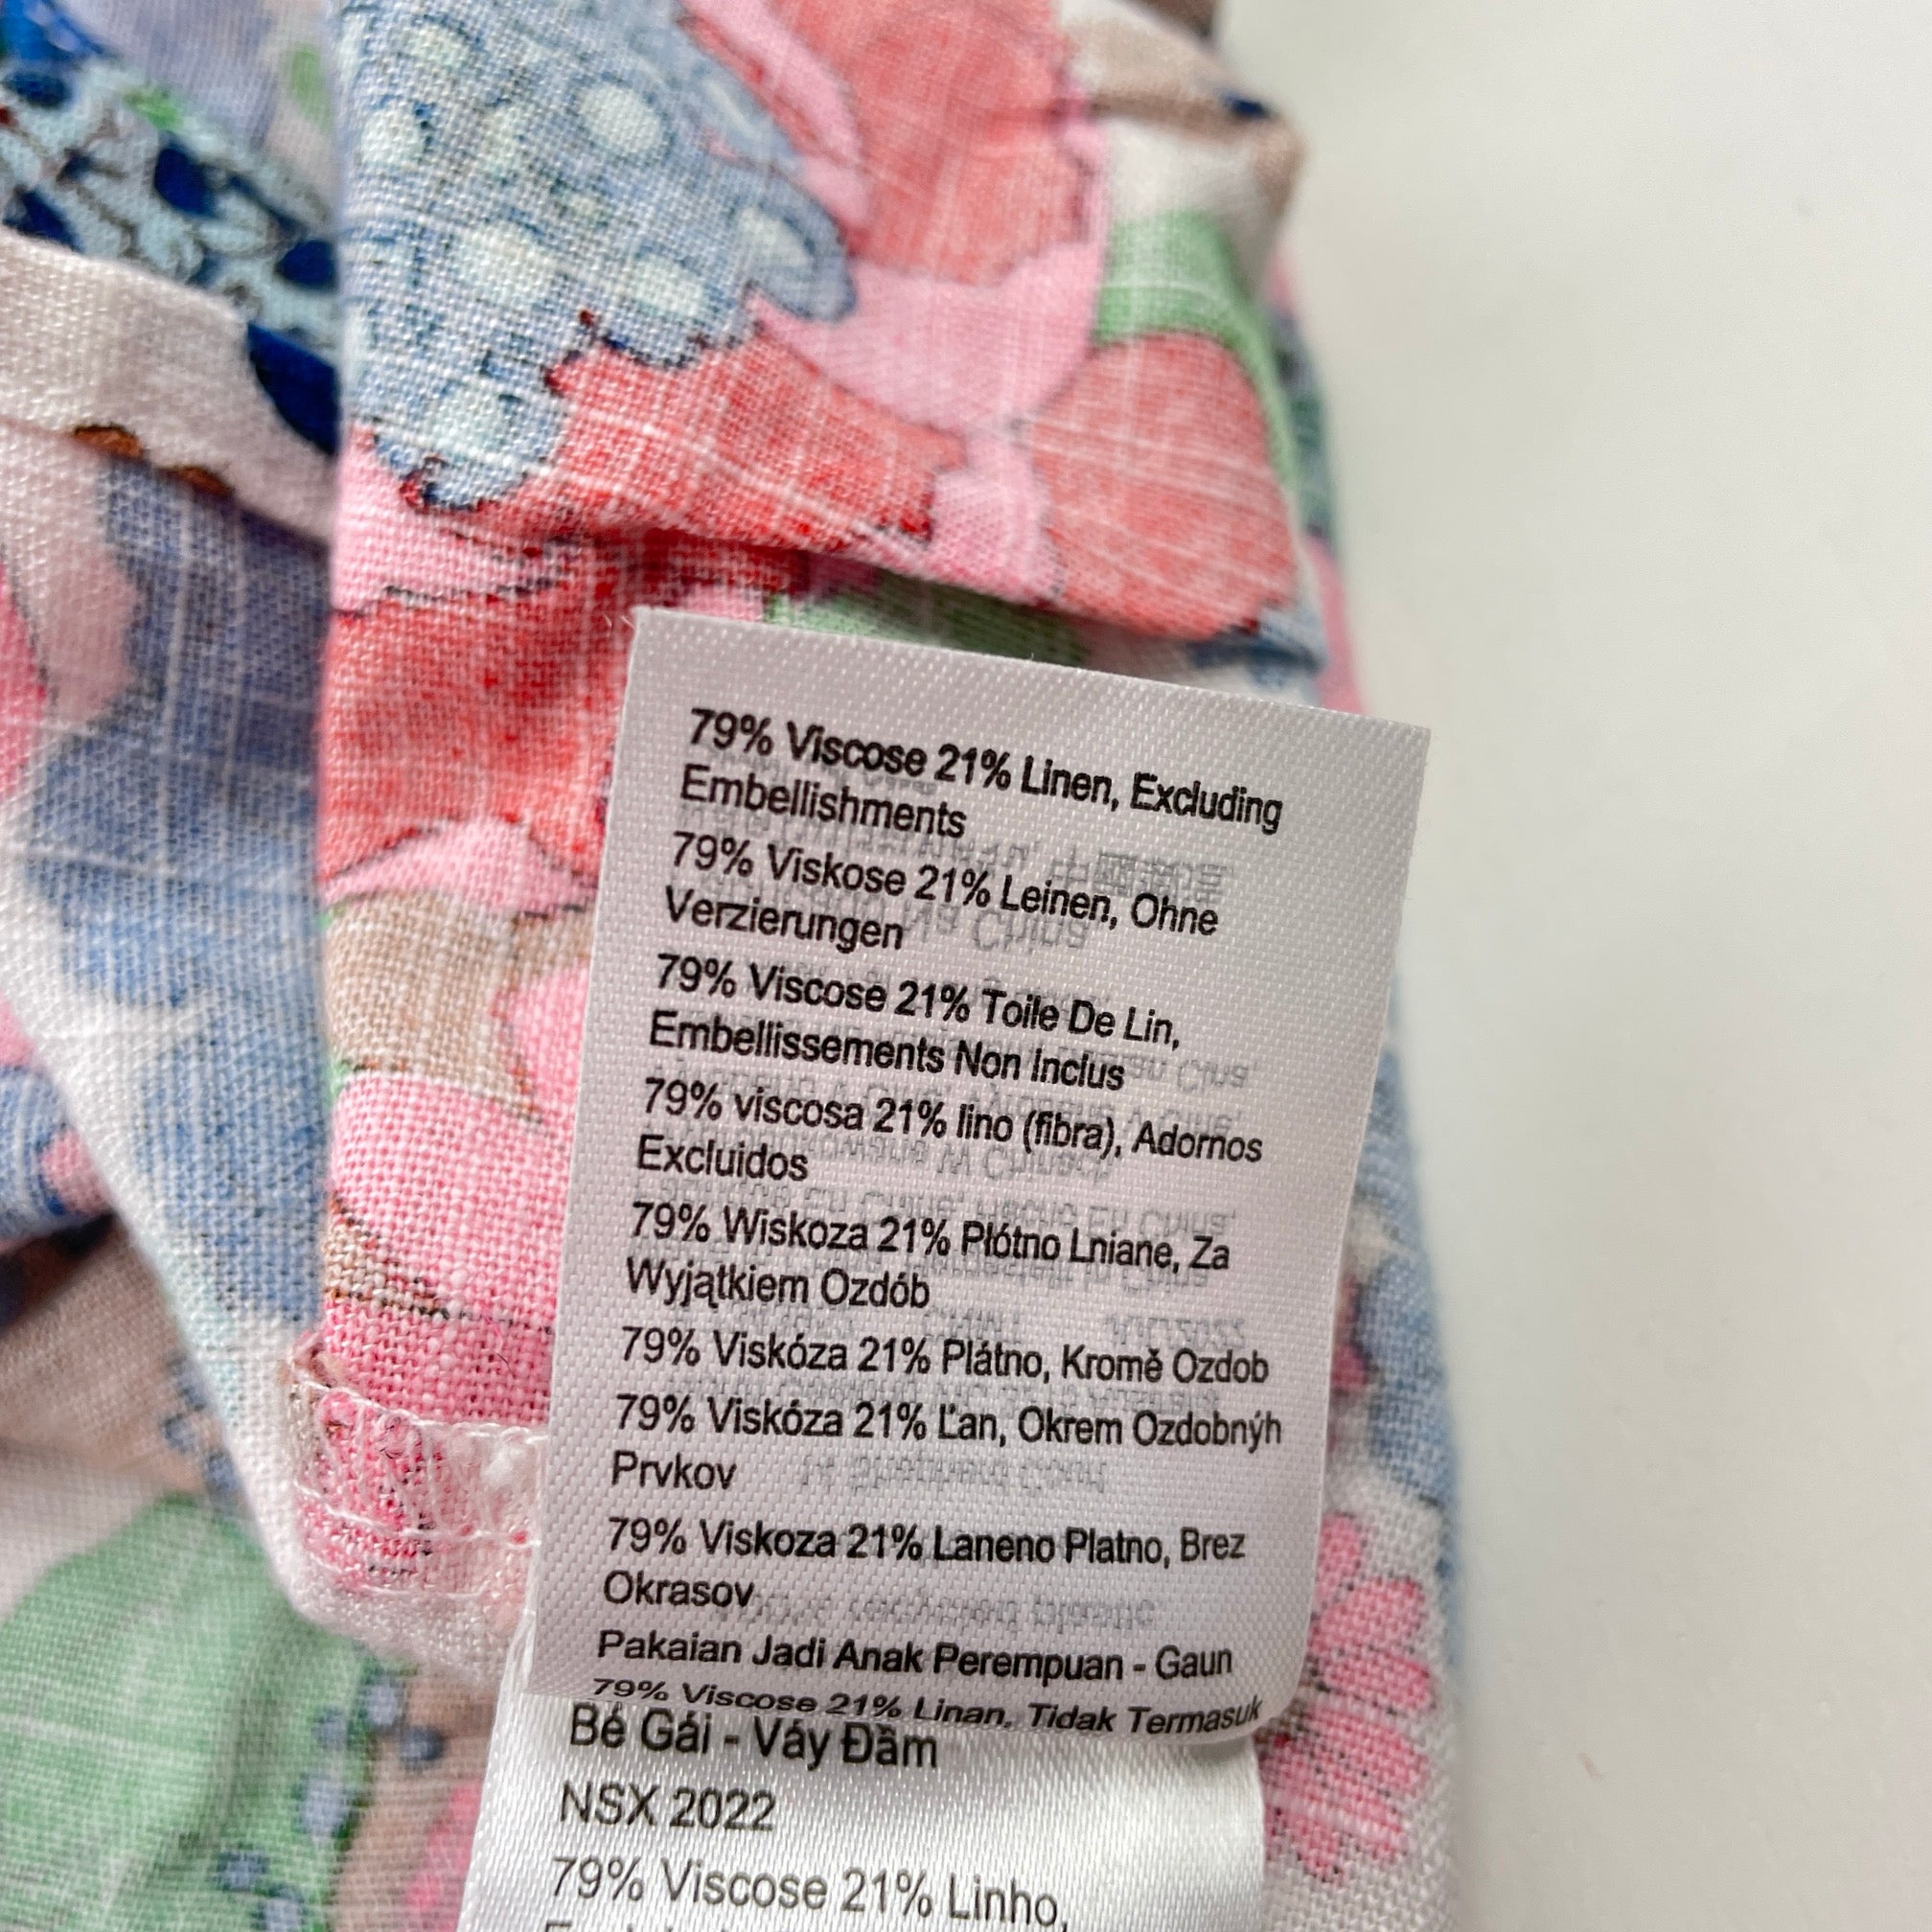 79% Viscose 21% Linen, Excluding
Embellishments
79% Viskose 21% Leinen, Ohne
Verzierungen
79% Viscose 21% Toile De Lin,
Embellissements Non Inclus
79% viscosa 21% lino (fibra), Adornos
Excluidos
79% Wiskoza 21% Płótno Lniane, Za
Wyjątkiem Ozdób
79% Viskóza 21% Plátno, Kromě Ozdob
79% Viskóza 21% Ľan, Okrem Ozdobnýh
Prvkov
79% Viskoza 21% Laneno Platno, Brez
Okrasov
Pakaian Jadi Anak Perempuan - Gaun
79% Viscose 21% Linan, Tidak Termasuk
Bé Gái - Váy Đầm
NSX 2022
79% Viscose 21% Linho,